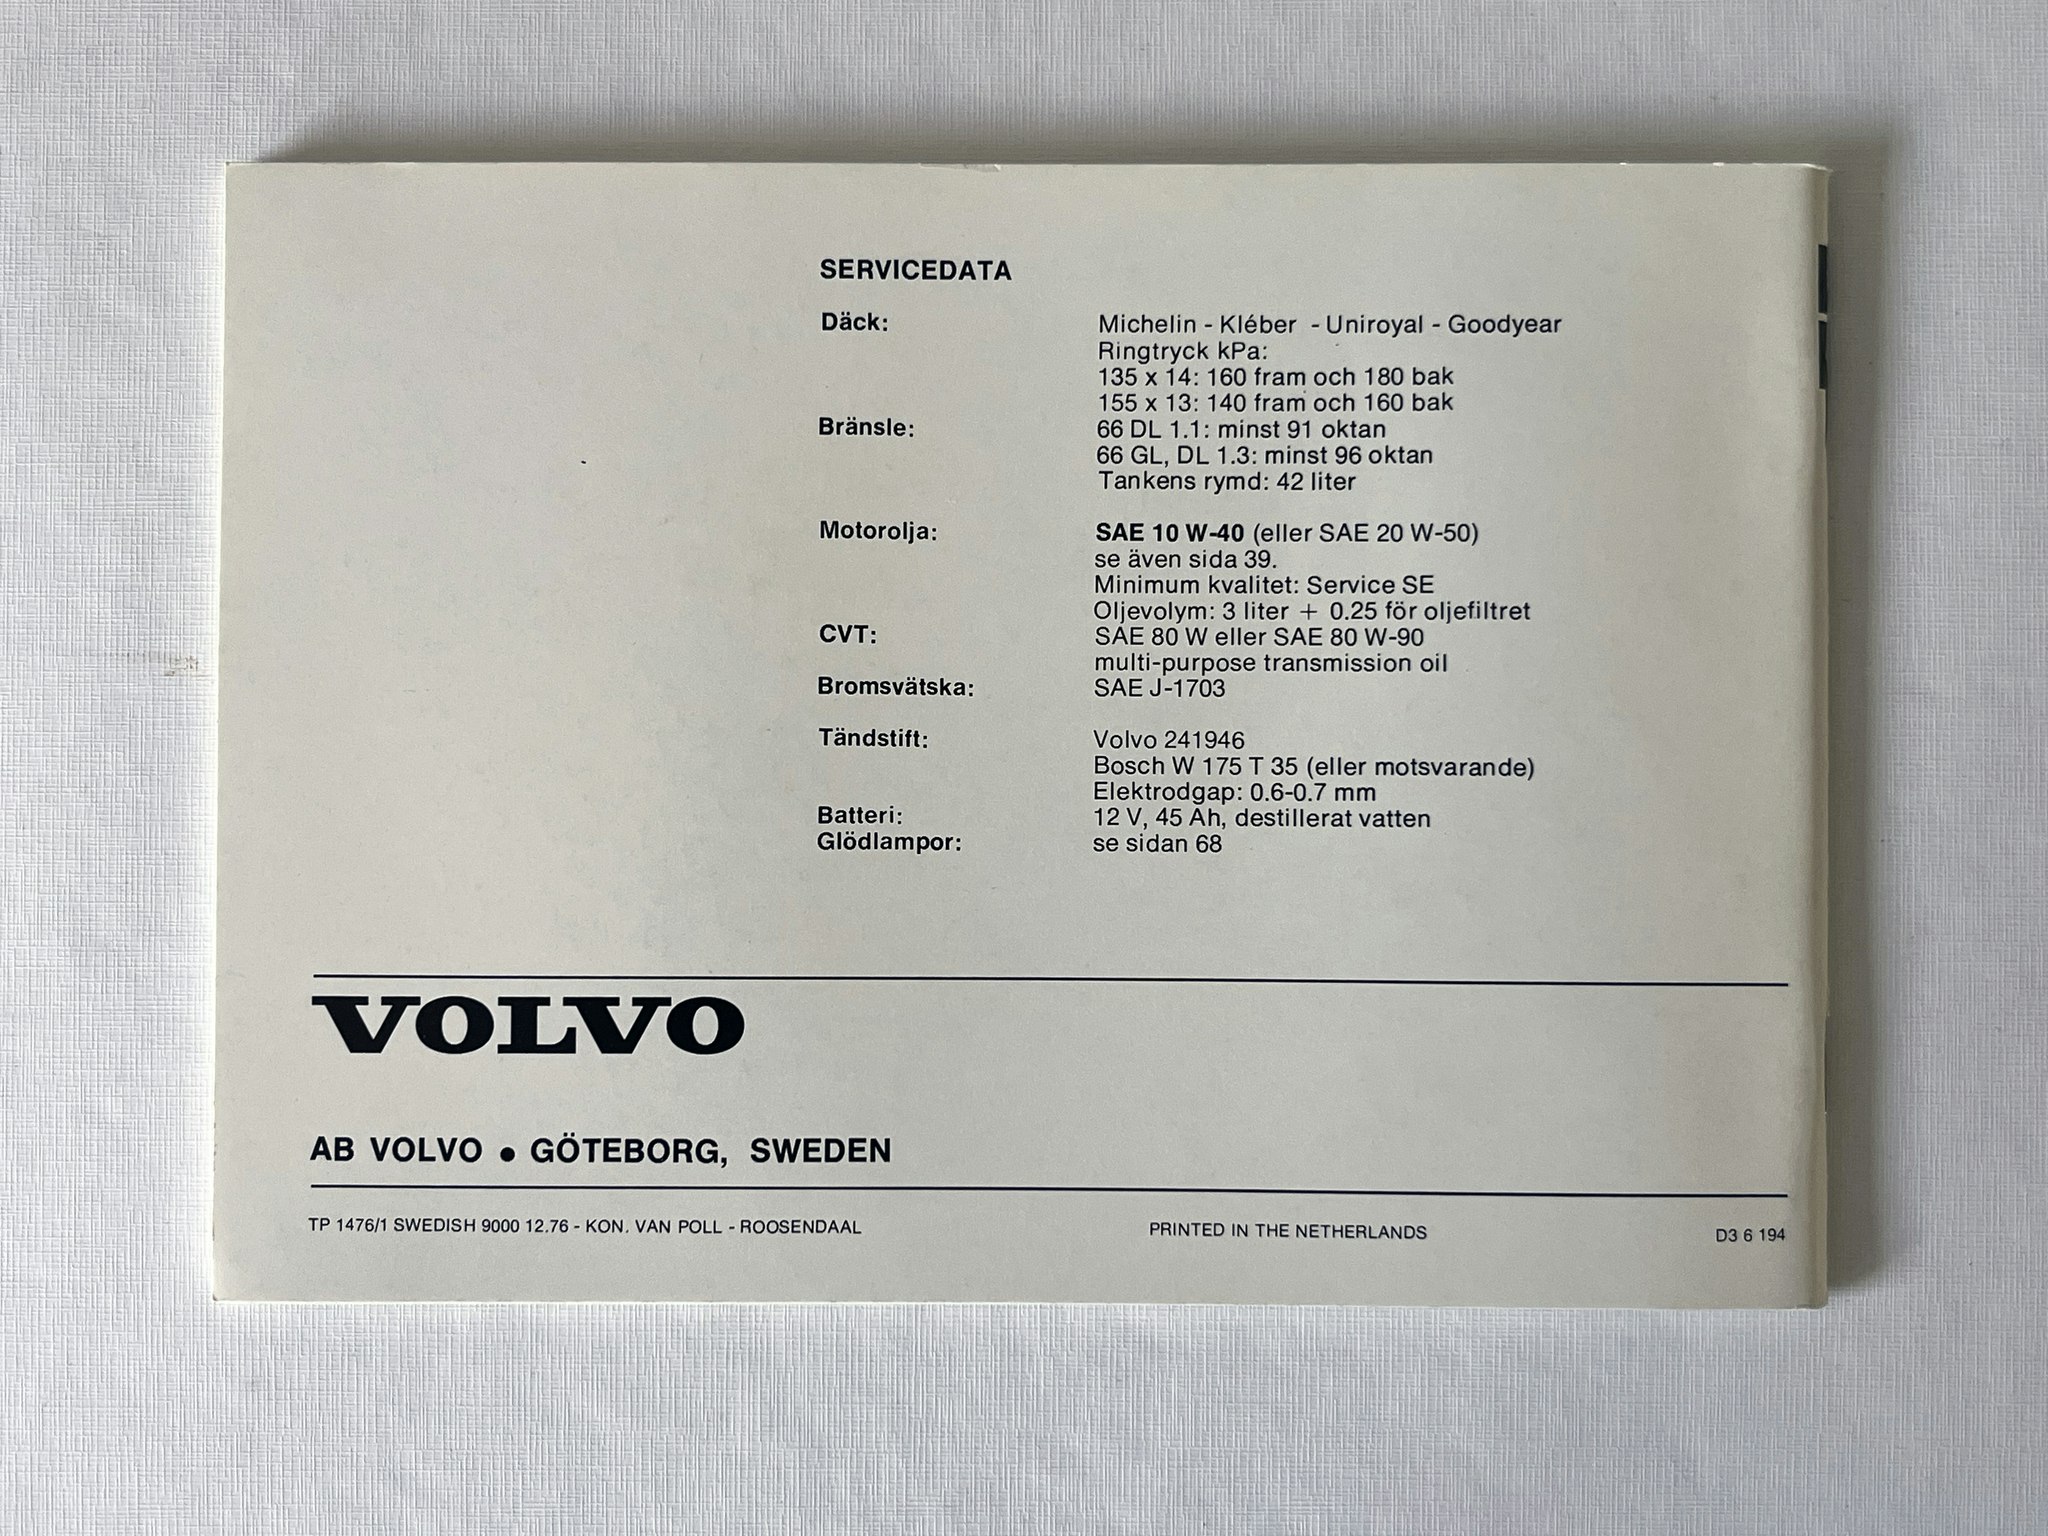 SERVICEDATA
Däck: Michelin - Kléber - Uniroyal - Goodyear
Ringtryck kPa:
135 x 14: 160 fram och 180 bak
155 x 13: 140 fram och 160 bak
Bränsle: 66 DL 1.1: minst 91 oktan
66 GL, DL 1.3: minst 96 oktan
Tankens rymd: 42 liter
Motorolja: SAE 10 W-40 (eller SAE 20 W-50)
se även sida 39.
Minimum kvalitet: Service SE
Oljevolym: 3 liter + 0.25 för oljefiltret
CVT: SAE 80 W eller SAE 80 W-90
multi-purpose transmission oil
Bromsvätska: SAE J-1703
Tändstift: Volvo 241946
Bosch W 175 T 35 (eller motsvarande)
Elektrodgap: 0.6-0.7 mm
Batteri: 12 V, 45 Ah, destillerat vatten
Glödlampor: se sidan 68
VOLVO
AB VOLVO • GÖTEBORG, SWEDEN
TP 1476/1 SWEDISH 9000 12.76 - KON. VAN POLL - ROOSENDAAL PRINTED IN THE NETHERLANDS D3 6 194